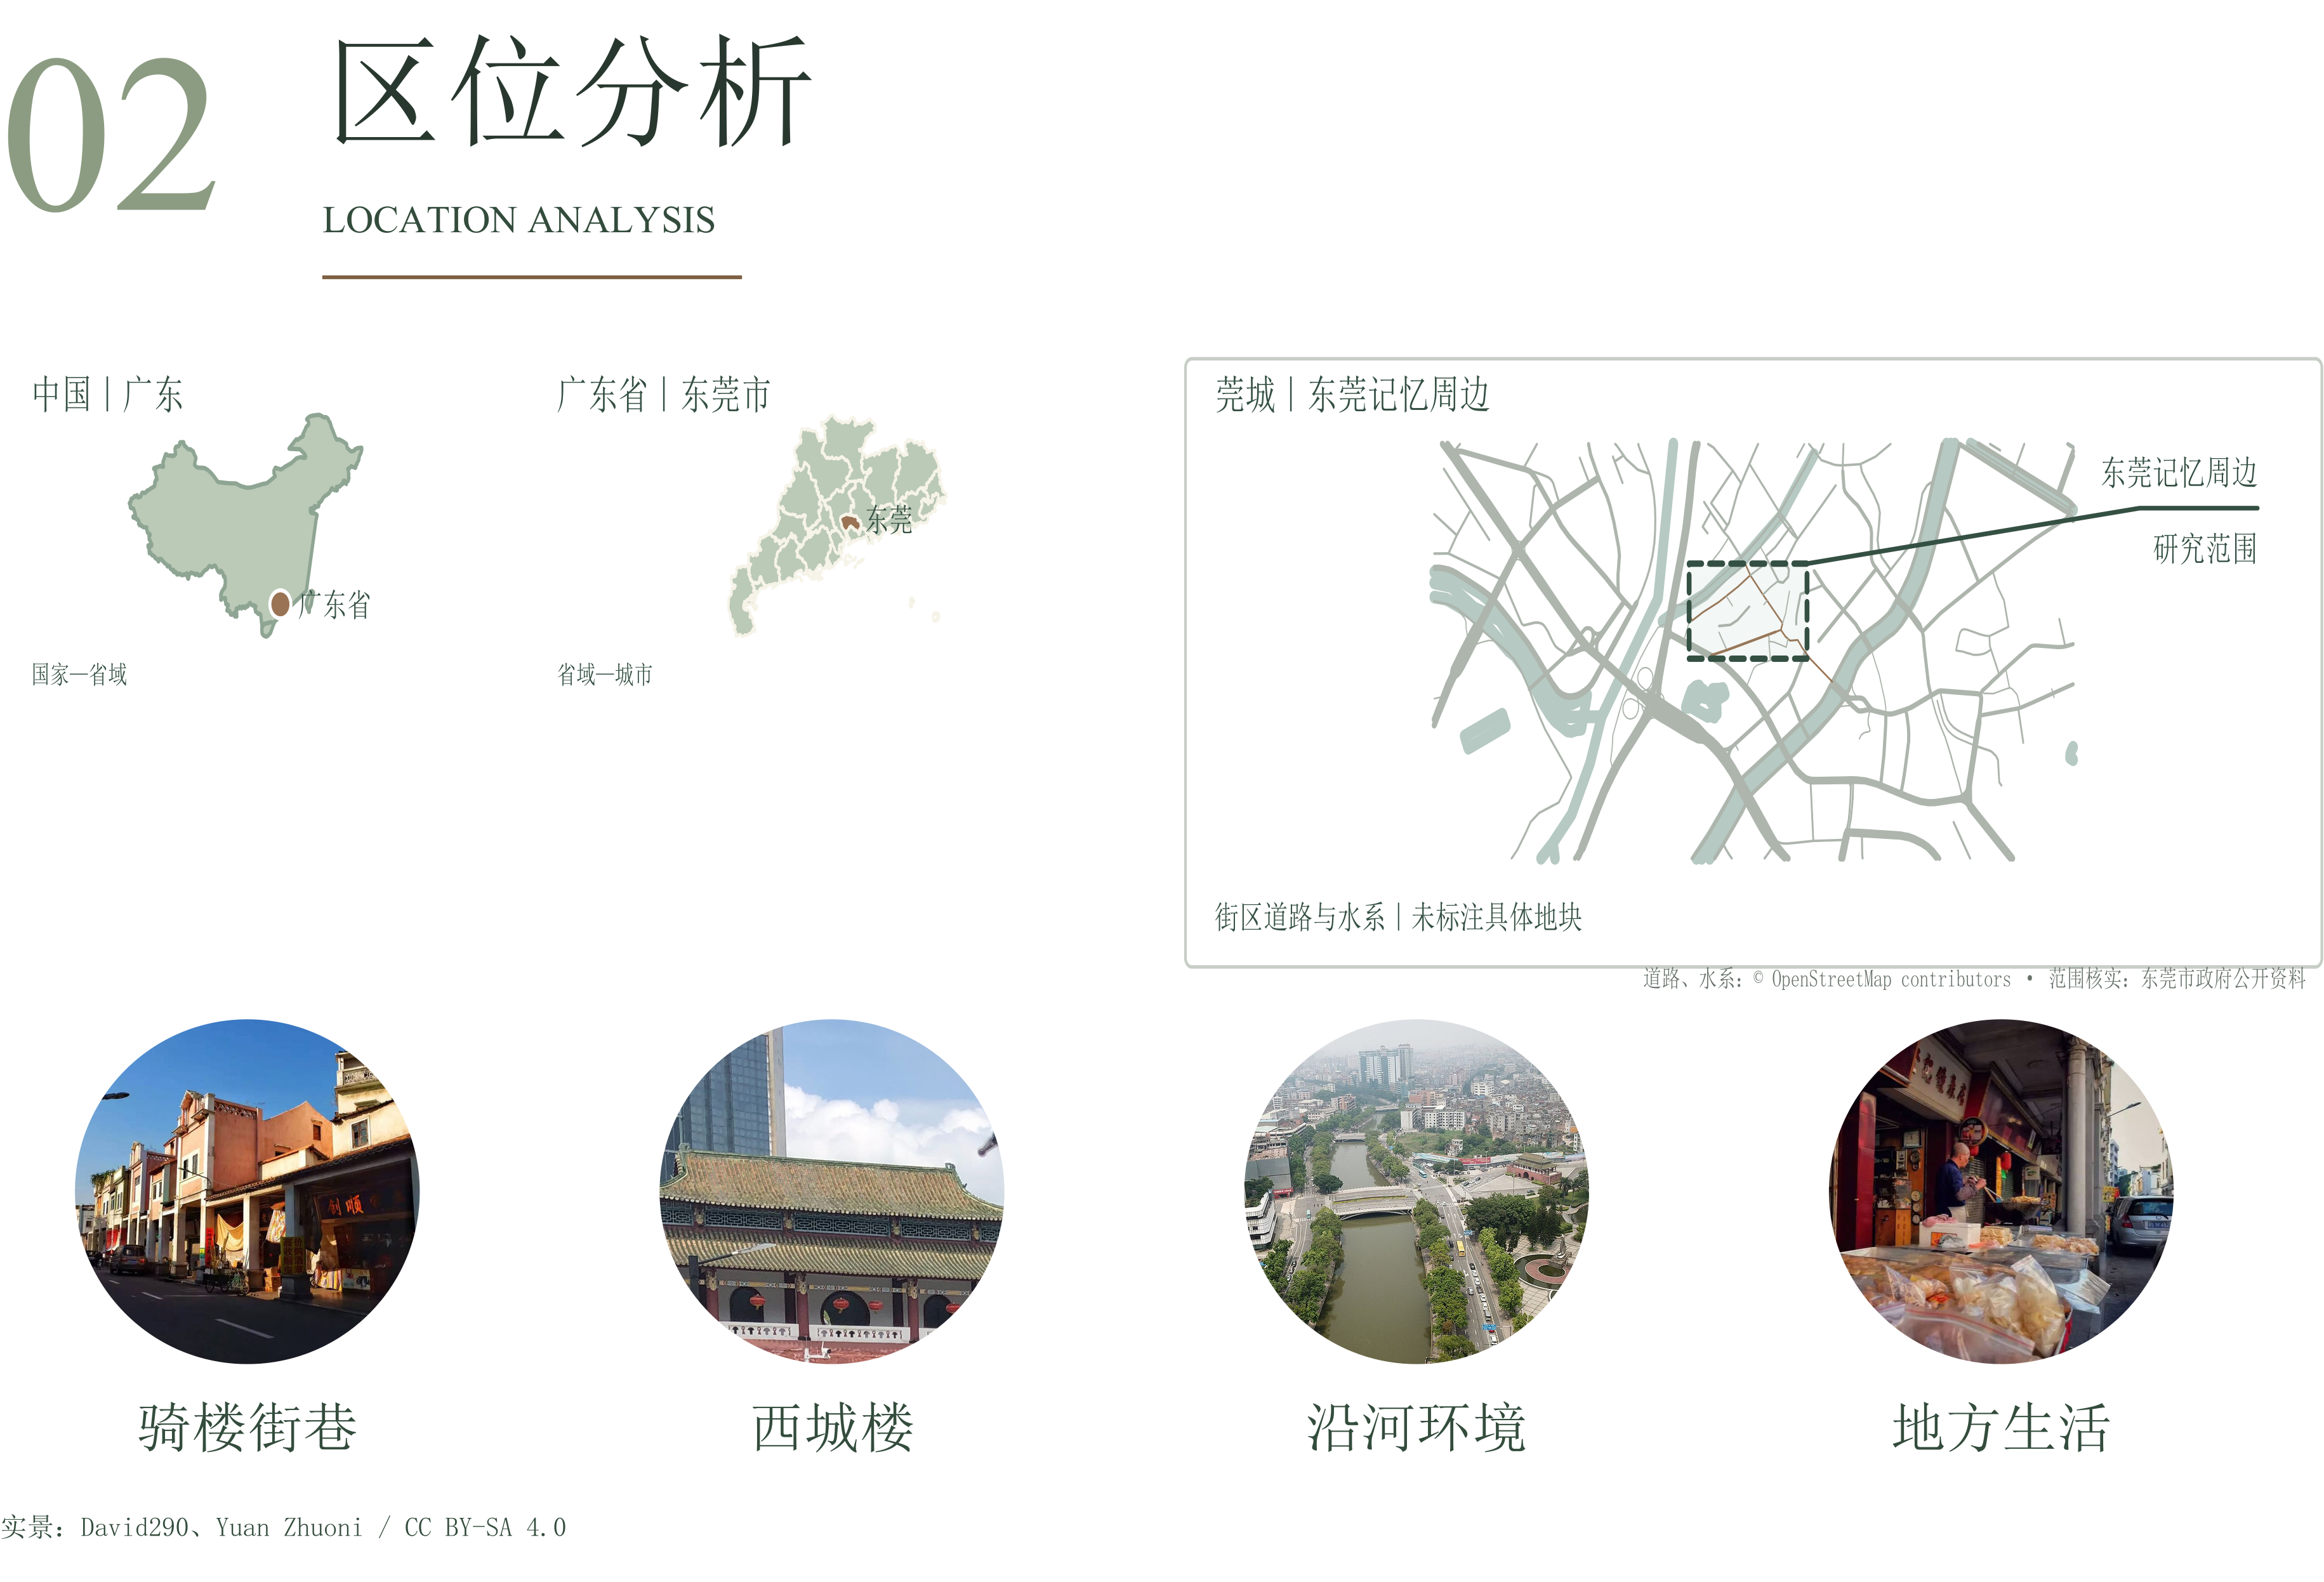 02
区位分析
LOCATION ANALYSIS
中国｜广东
广东省
国家—省域
广东省｜东莞市
东莞
省域—城市
莞城｜东莞记忆周边
东莞记忆周边
研究范围
街区道路与水系｜未标注具体地块
道路、水系：© OpenStreetMap contributors • 范围核实：东莞市政府公开资料
骑楼街巷
西城楼
沿河环境
地方生活
实景：David290、Yuan Zhuoni / CC BY-SA 4.0